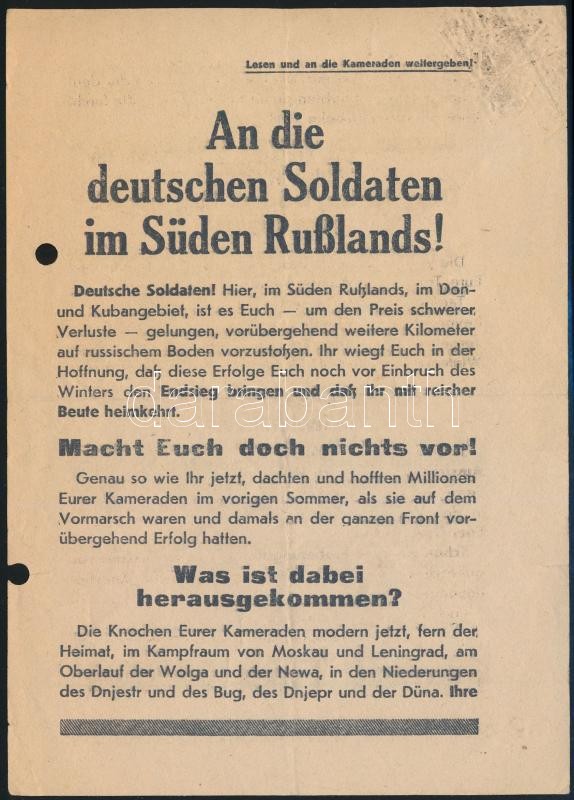 Lesen und an die Kameraden weitergeben!
An die
deutschen Soldaten
im Süden Rußlands!
Deutsche Soldaten! Hier, im Süden Rußlands, im Don-
und Kubangebiet, ist es Euch — um den Preis schwerer
Verluste — gelungen, vorübergehend weitere Kilometer
auf russischem Boden vorzustoßen. Ihr wiegt Euch in der
Hoffnung, daß diese Erfolge Euch noch vor Einbruch des
Winters den Endsieg bringen und daß Ihr mit reicher
Beute heimkehrt.
darabanth
Macht Euch doch nichts vor!
Genau so wie Ihr jetzt, dachten und hofften Millionen
Eurer Kameraden im vorigen Sommer, als sie auf dem
Vormarsch waren und damals an der ganzen Front vor-
übergehend Erfolg hatten.
Was ist dabei
herausgekommen?
Die Knochen Eurer Kameraden modern jetzt, fern der
Heimat, im Kampfraum von Moskau und Leningrad, am
Oberlauf der Wolga und der Newa, in den Niederungen
des Dnjestr und des Bug, des Dnjepr und der Düna. Ihre